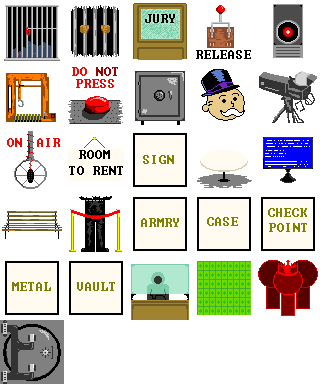 JURY
RELEASE
DO NOT
PRESS
ON AIR
ROOM
TO RENT
SIGN
ARMRY
CASE
CHECK
POINT
METAL
VAULT